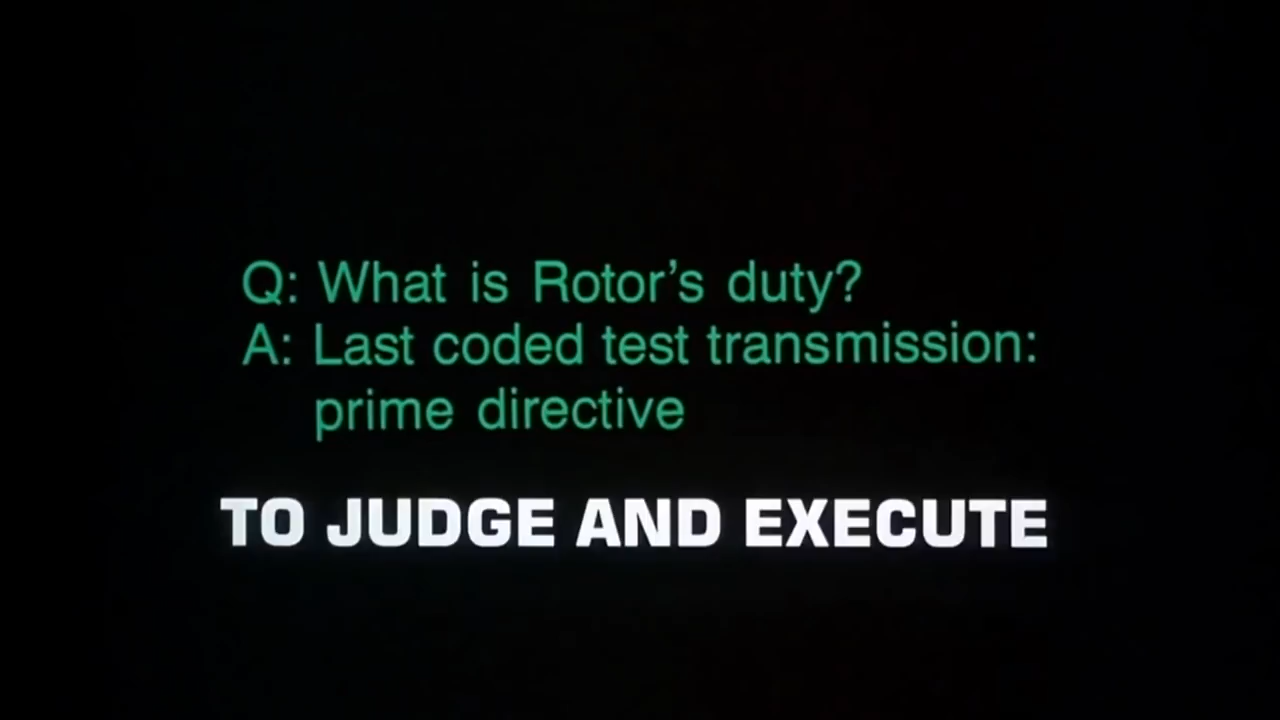 Q: What is Rotor’s duty?
A: Last coded test transmission:
prime directive
TO JUDGE AND EXECUTE